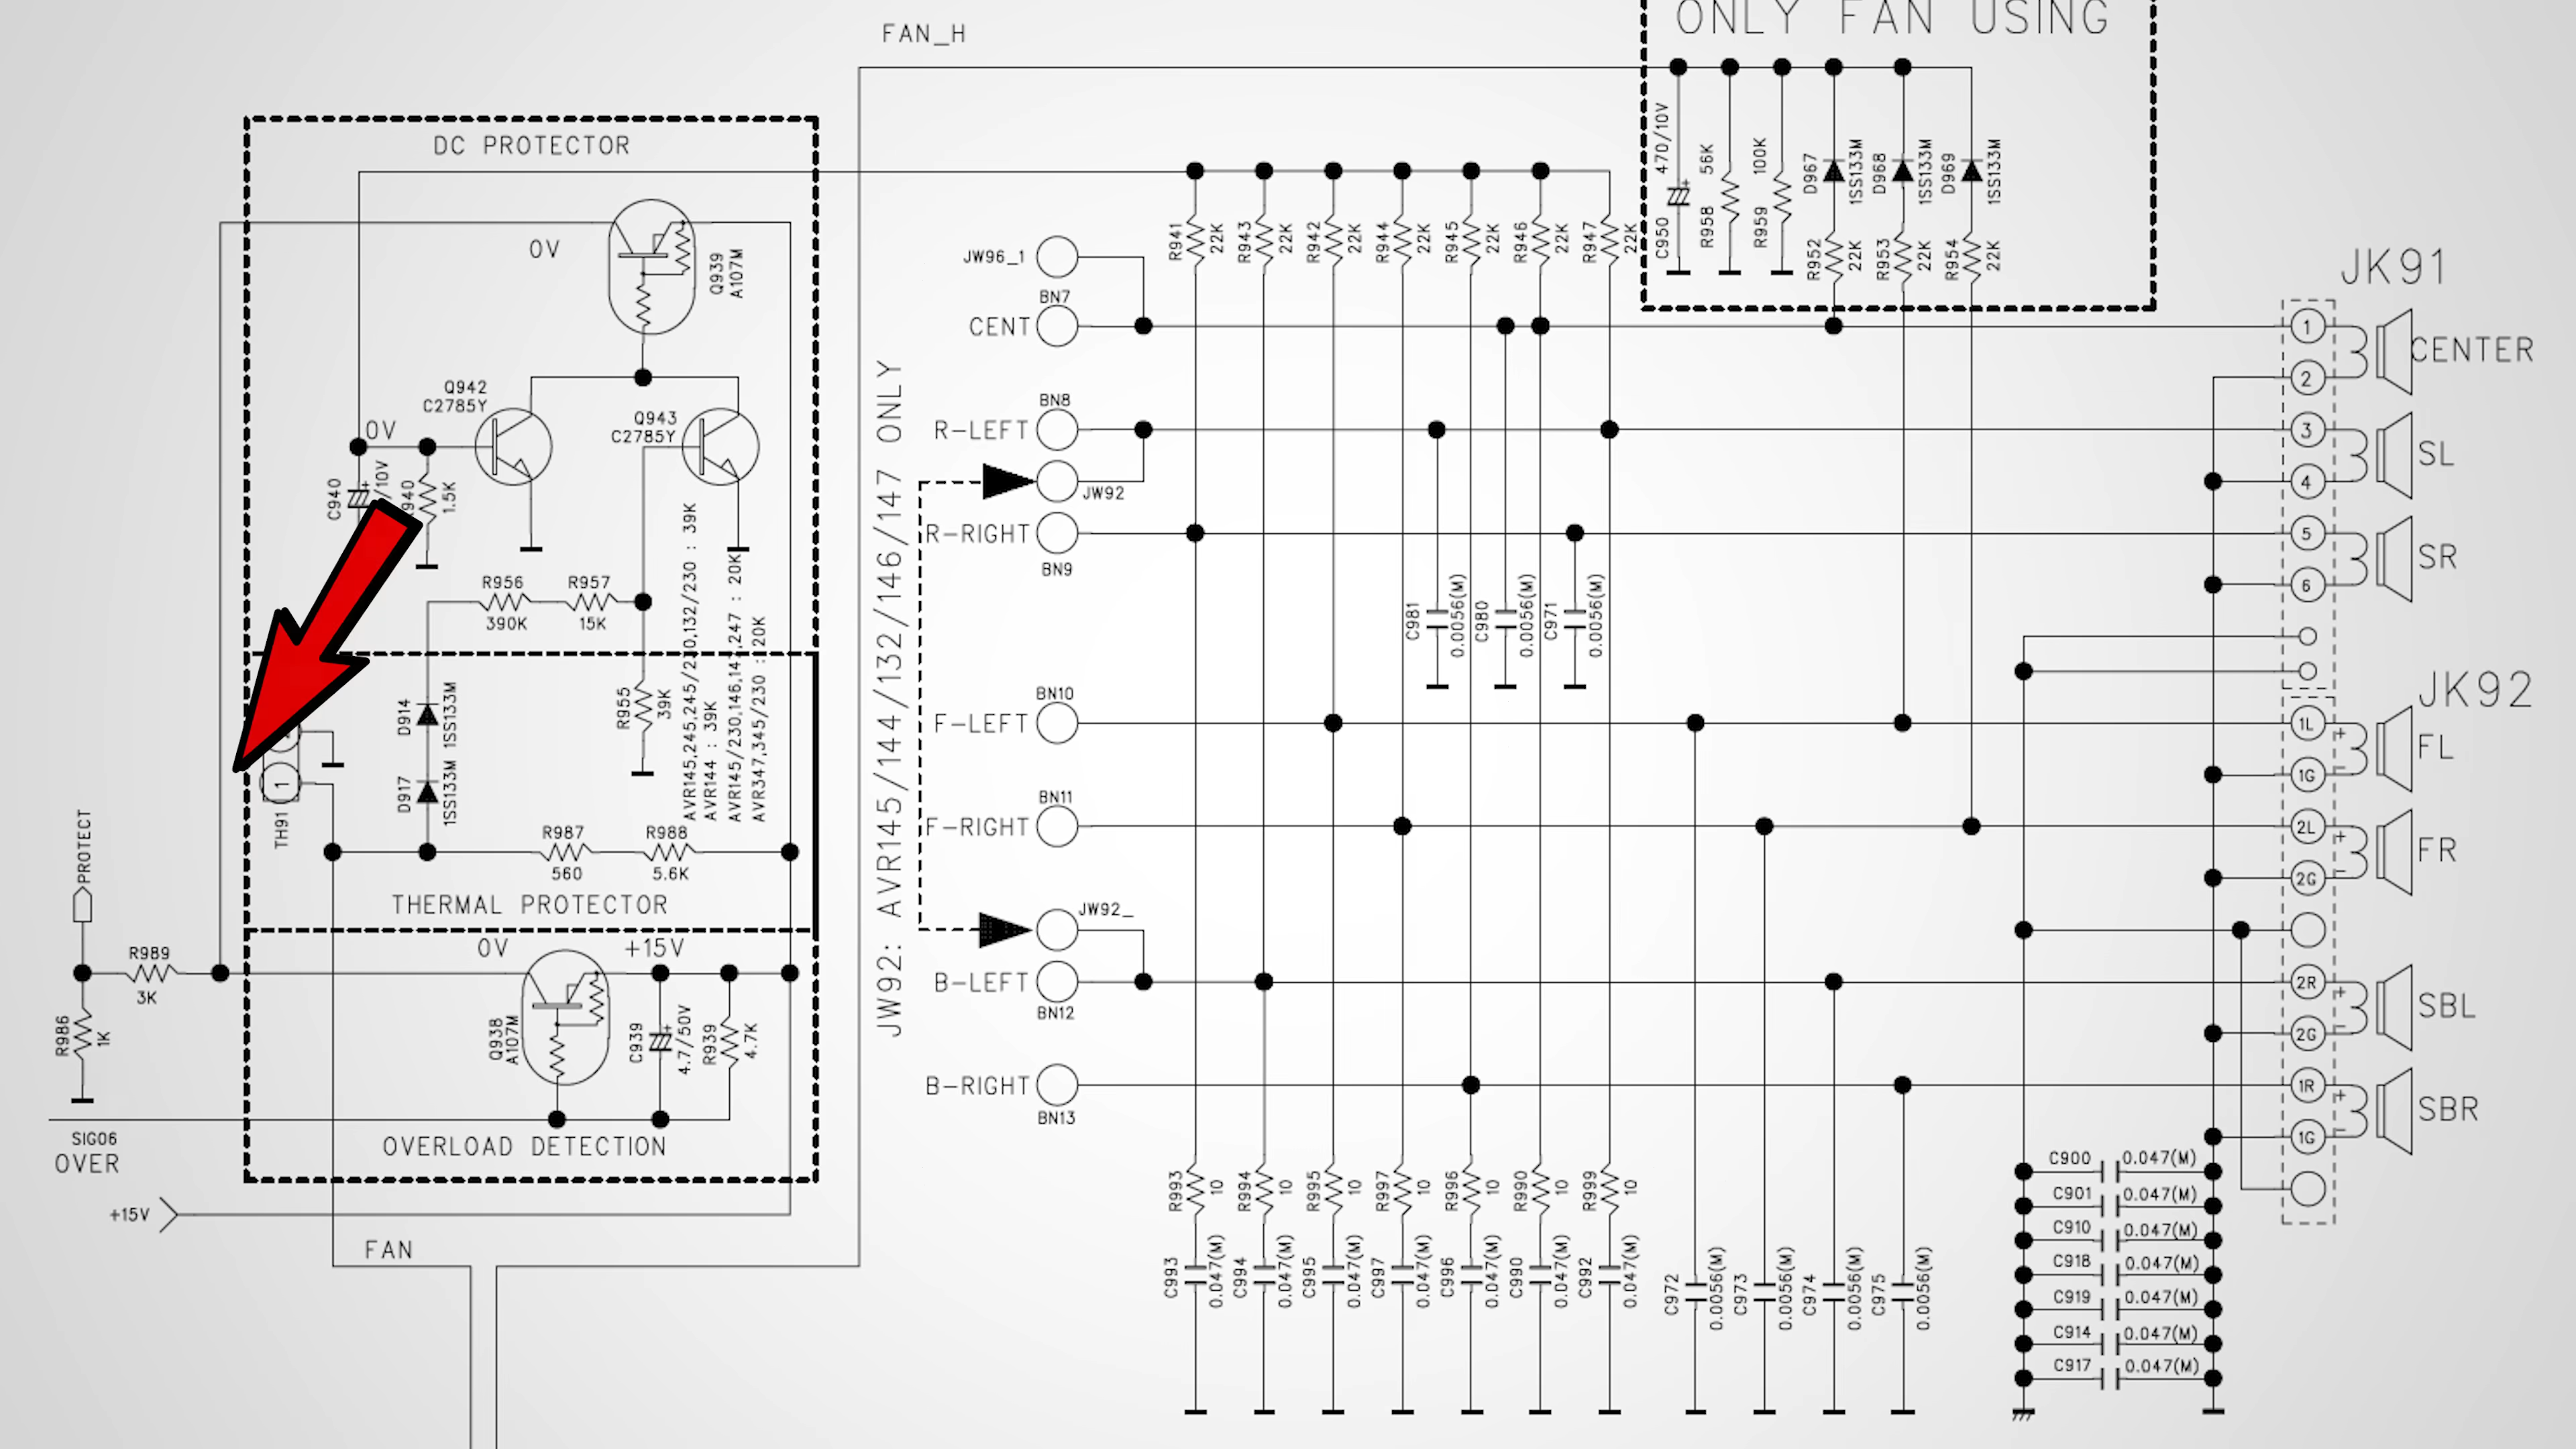 ONLY FAN USING
FAN_H
DC PROTECTOR
0V
Q939
A107M
Q942
C2785Y
Q943
C2785Y
0V
C940
/10V
940
1.5K
R956
390K
R957
15K
R955
39K
AVR145,245,245/230,132/230 : 39K
AVR144 : 39K
AVR347,345/230 : 20K
D914
1SS133M
D917
1SS133M
1
TH91
R987
560
R988
5.6K
THERMAL PROTECTOR
PROTECT
R989
3K
R986
1K
0V
+15V
Q938
A107M
C939
4.7/50V
R939
4.7K
OVERLOAD DETECTION
SIG06
OVER
+15V
FAN
JW92: AVR145/144/132/146/147 ONLY
JW96_1
BN7
CENT
BN8
R-LEFT
JW92
R-RIGHT
BN9
BN10
F-LEFT
BN11
F-RIGHT
JW92_
B-LEFT
BN12
B-RIGHT
BN13
R941
22K
R943
22K
R942
22K
R944
22K
R945
22K
R946
22K
R947
22K
C950
470/10V
R958
56K
R959
100K
D967
1SS133M
D968
1SS133M
D969
1SS133M
R952
22K
R953
22K
R954
22K
C981
0.0056(M)
C980
0.0056(M)
C971
0.0056(M)
R993
10
R994
10
R995
10
R997
10
R996
10
R990
10
R999
10
C993
0.047(M)
C994
0.047(M)
C995
0.047(M)
C997
0.047(M)
C996
0.047(M)
C990
0.047(M)
C992
0.047(M)
C972
0.0056(M)
C973
0.0056(M)
C974
0.0056(M)
C975
0.0056(M)
JK91
1
2
CENTER
3
4
SL
5
6
SR
JK92
1L
+
1G
−
FL
2L
+
2G
−
FR
2R
+
2G
−
SBL
1R
+
1G
−
SBR
C900 0.047(M)
C901 0.047(M)
C910 0.047(M)
C918 0.047(M)
C919 0.047(M)
C914 0.047(M)
C917 0.047(M)